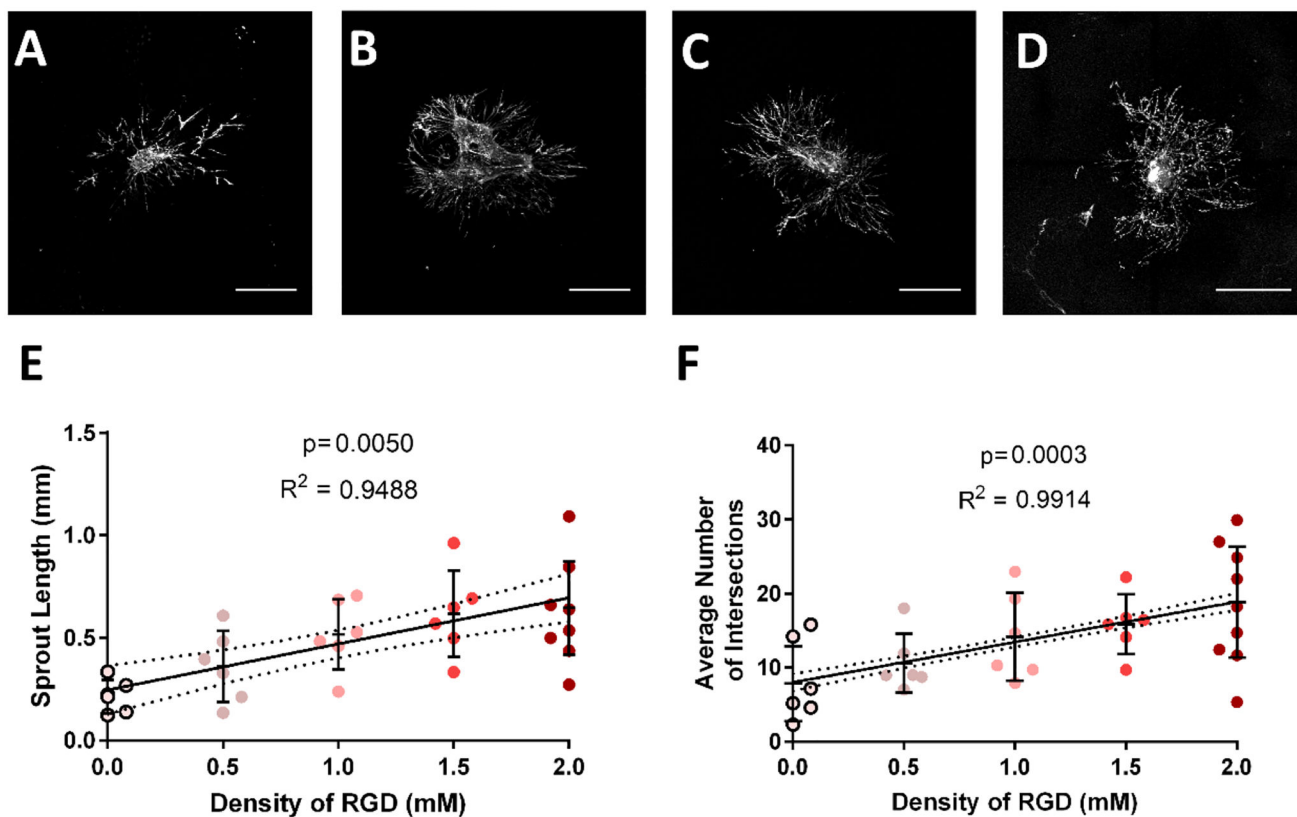 A
B
C
D
E
p=0.0050
R² = 0.9488
Sprout Length (mm)
1.5
1.0
0.5
0.0
0.0 0.5 1.0 1.5 2.0
Density of RGD (mM)
F
p=0.0003
R² = 0.9914
Average Number
of Intersections
40
30
20
10
0
0.0 0.5 1.0 1.5 2.0
Density of RGD (mM)